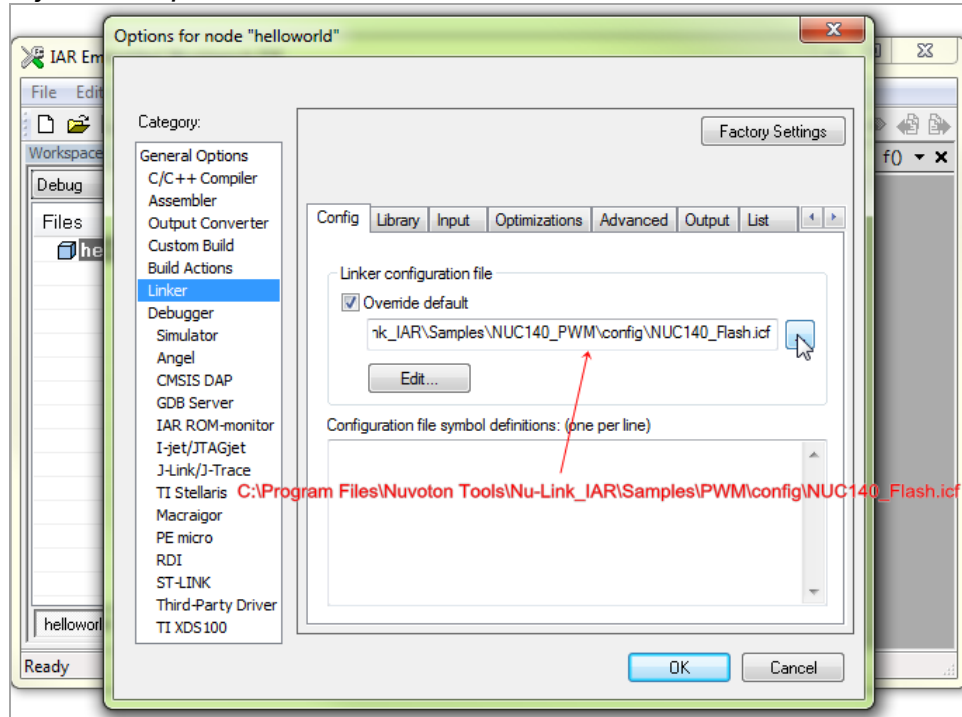 Options for node "helloworld"
IAR Em
File Edit
Workspace
f()
Debug
Files
he
Category:
General Options
C/C++ Compiler
Assembler
Output Converter
Custom Build
Build Actions
Linker
Debugger
Simulator
Angel
CMSIS DAP
GDB Server
IAR ROM-monitor
I-jet/JTAGjet
J-Link/J-Trace
TI Stellaris
Macraigor
PE micro
RDI
ST-LINK
Third-Party Driver
TI XDS100
Factory Settings
Config Library Input Optimizations Advanced Output List
Linker configuration file
Override default
nk_IAR\Samples\NUC140_PWM\config\NUC140_Flash.icf
Edit...
Configuration file symbol definitions: (one per line)
C:\Program Files\Nuvoton Tools\Nu-Link_IAR\Samples\PWM\config\NUC140_Flash.icf
helloworl
Ready
OK Cancel